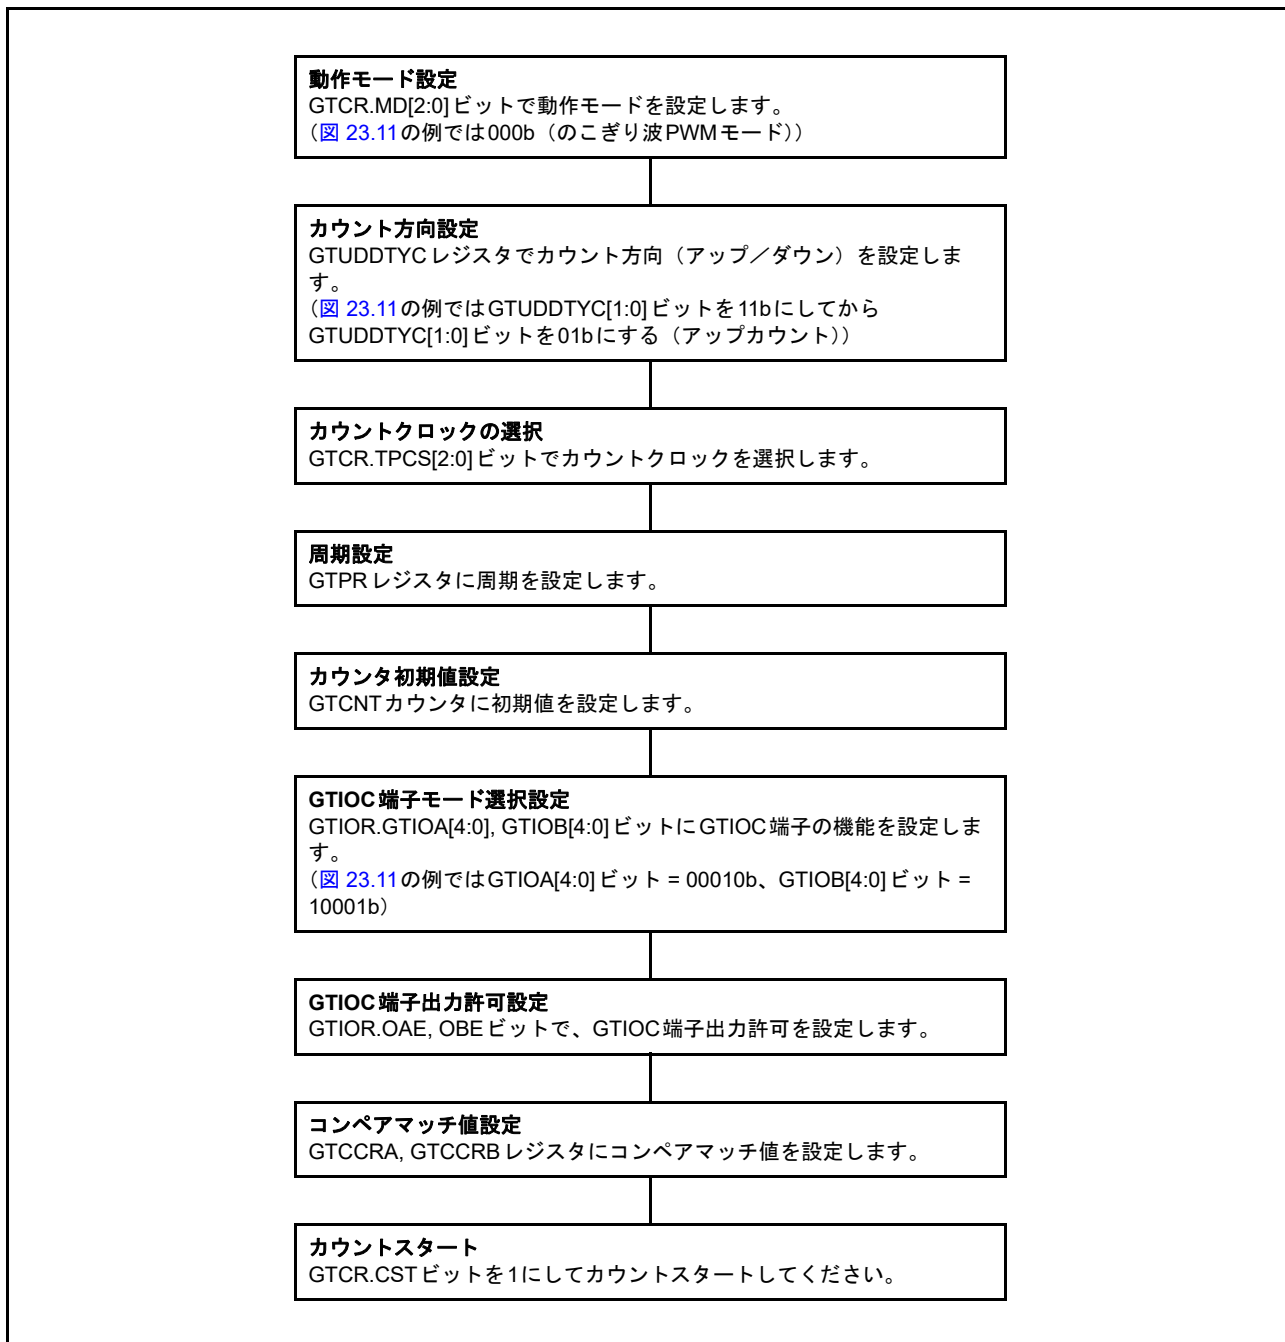 動作モード設定
GTCR.MD[2:0]ビットで動作モードを設定します。
（図 23.11の例では000b（のこぎり波PWMモード））
カウント方向設定
GTUDDTYCレジスタでカウント方向（アップ／ダウン）を設定しま
す。
（図 23.11の例ではGTUDDTYC[1:0]ビットを11bにしてから
GTUDDTYC[1:0]ビットを01bにする（アップカウント））
カウントクロックの選択
GTCR.TPCS[2:0]ビットでカウントクロックを選択します。
周期設定
GTPRレジスタに周期を設定します。
カウンタ初期値設定
GTCNTカウンタに初期値を設定します。
GTIOC端子モード選択設定
GTIOR.GTIOA[4:0], GTIOB[4:0]ビットにGTIOC端子の機能を設定しま
す。
（図 23.11の例ではGTIOA[4:0]ビット = 00010b、GTIOB[4:0]ビット =
10001b）
GTIOC端子出力許可設定
GTIOR.OAE, OBEビットで、GTIOC端子出力許可を設定します。
コンペアマッチ値設定
GTCCRA, GTCCRBレジスタにコンペアマッチ値を設定します。
カウントスタート
GTCR.CSTビットを1にしてカウントスタートしてください。